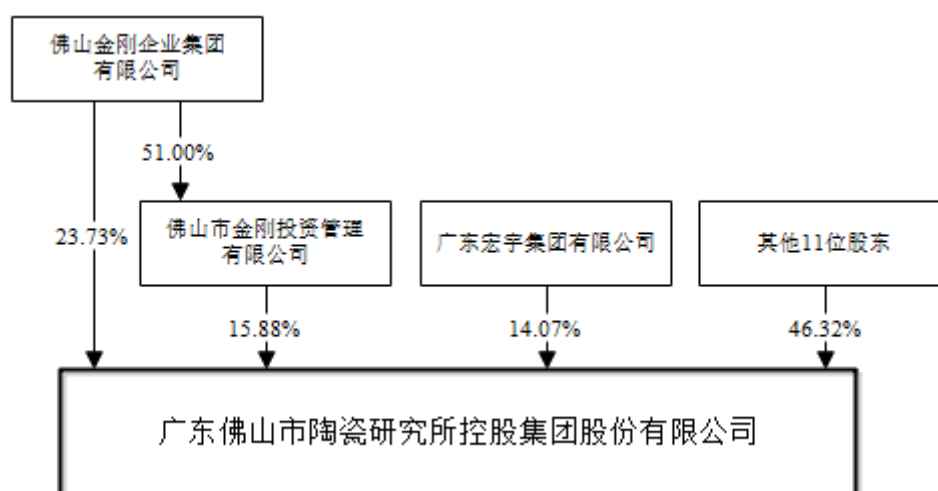 佛山金刚企业集团
有限公司
51.00%
23.73%
佛山市金刚投资管理
有限公司
广东宏宇集团有限公司
其他11位股东
15.88%
14.07%
46.32%
广东佛山市陶瓷研究所控股集团股份有限公司